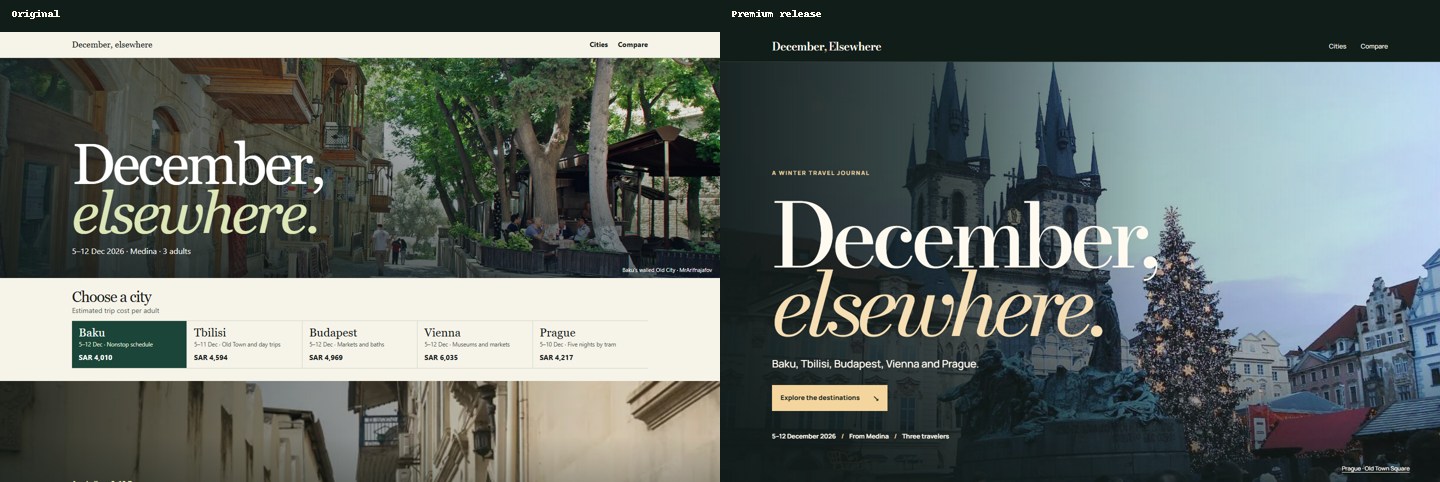 Original
December, elsewhere
Cities Compare
December,
elsewhere.
5–12 Dec 2026 · Medina · 3 adults
Baku's walled Old City · MrArifnajafov
Choose a city
Estimated trip cost per adult
Baku
5–12 Dec · Nonstop schedule
SAR 4,010
Tbilisi
5–11 Dec · Old Town and day trips
SAR 4,594
Budapest
5–12 Dec · Markets and baths
SAR 4,969
Vienna
5–12 Dec · Museums and markets
SAR 6,035
Prague
5–10 Dec · Five nights by tram
SAR 4,217
Premium release
December, Elsewhere
Cities Compare
A WINTER TRAVEL JOURNAL
December,
elsewhere.
Baku, Tbilisi, Budapest, Vienna and Prague.
Explore the destinations ↘
5–12 December 2026 / From Medina / Three travelers
Prague · Old Town Square